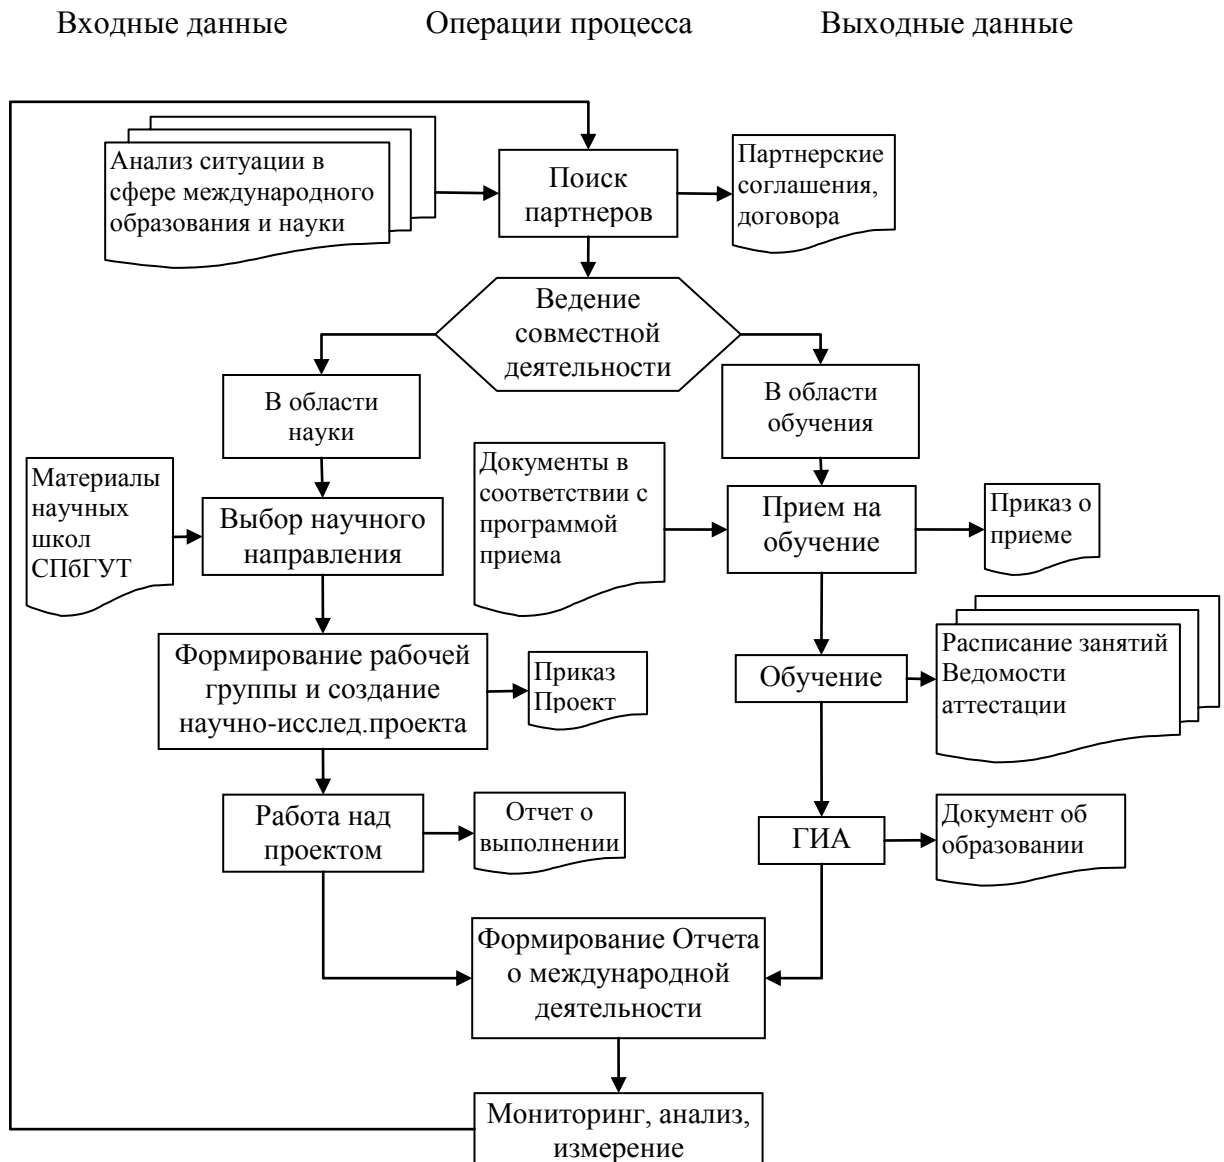 Входные данные
Операции процесса
Выходные данные
Анализ ситуации в
сфере международного
образования и науки
Поиск
партнеров
Партнерские
соглашения,
договора
Ведение
совместной
деятельности
В области
науки
В области
обучения
Материалы
научных
школ
СПбГУТ
Выбор научного
направления
Документы в
соответствии с
программой
приема
Прием на
обучение
Приказ о
приеме
Формирование рабочей
группы и создание
научно-исслед.проекта
Приказ
Проект
Обучение
Расписание занятий
Ведомости
аттестации
Работа над
проектом
Отчет о
выполнении
ГИА
Документ об
образовании
Формирование Отчета
о международной
деятельности
Мониторинг, анализ,
измерение